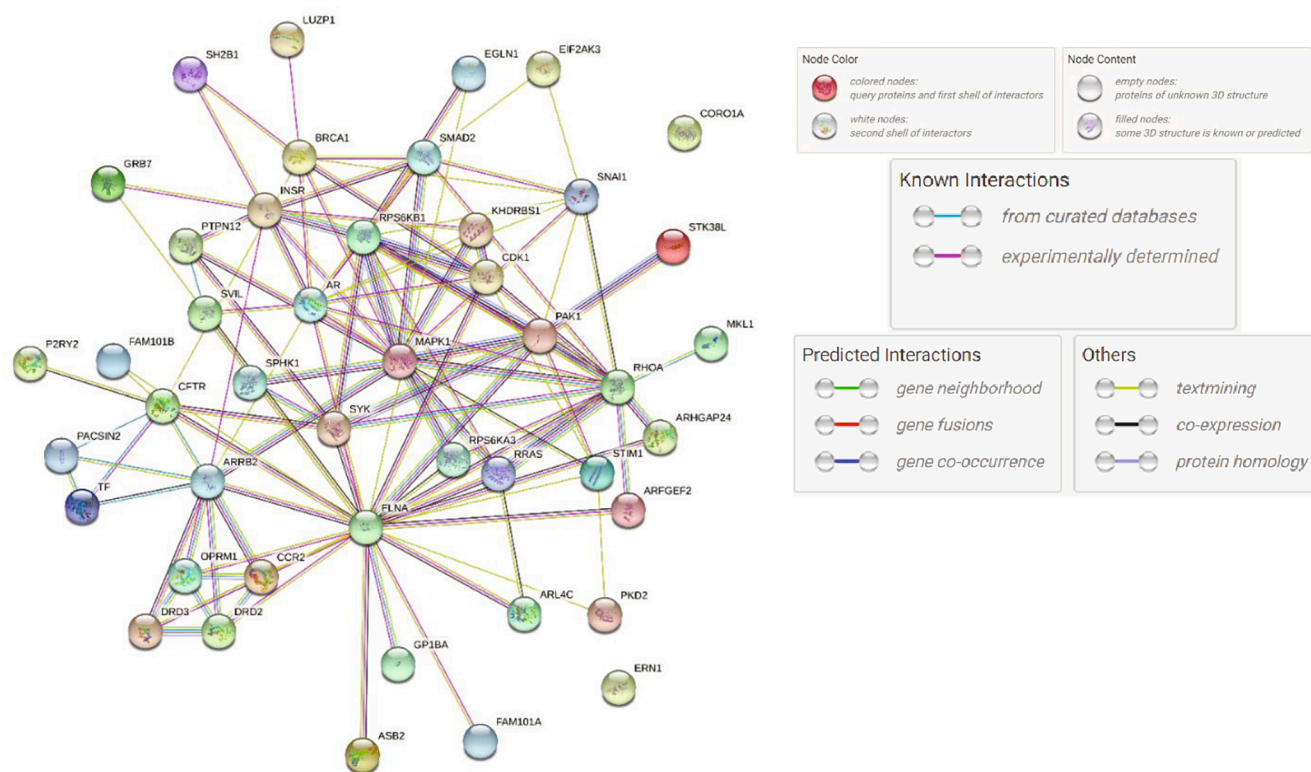 LUZP1
SH2B1
EGLN1
EIF2AK3
CORO1A
BRCA1
SMAD2
GRB7
SNAI1
INSR
RPS6KB1
KHDRBS1
PTPN12
STK38L
CDK1
AR
SVIL
PAK1
MKL1
P2RY2
FAM101B
MAPK1
SPHK1
RHOA
CFTR
SYK
ARHGAP24
PACSIN2
RPS6KA3
RRAS
STIM1
ARRB2
TF
ARFGEF2
FLNA
OPRM1
CCR2
ARL4C
PKD2
DRD3
DRD2
GP1BA
ERN1
FAM101A
ASB2
Node Color
colored nodes:
query proteins and first shell of interactors
white nodes:
second shell of interactors
Node Content
empty nodes:
proteins of unknown 3D structure
filled nodes:
some 3D structure is known or predicted
Known Interactions
from curated databases
experimentally determined
Predicted Interactions
gene neighborhood
gene fusions
gene co-occurrence
Others
textmining
co-expression
protein homology